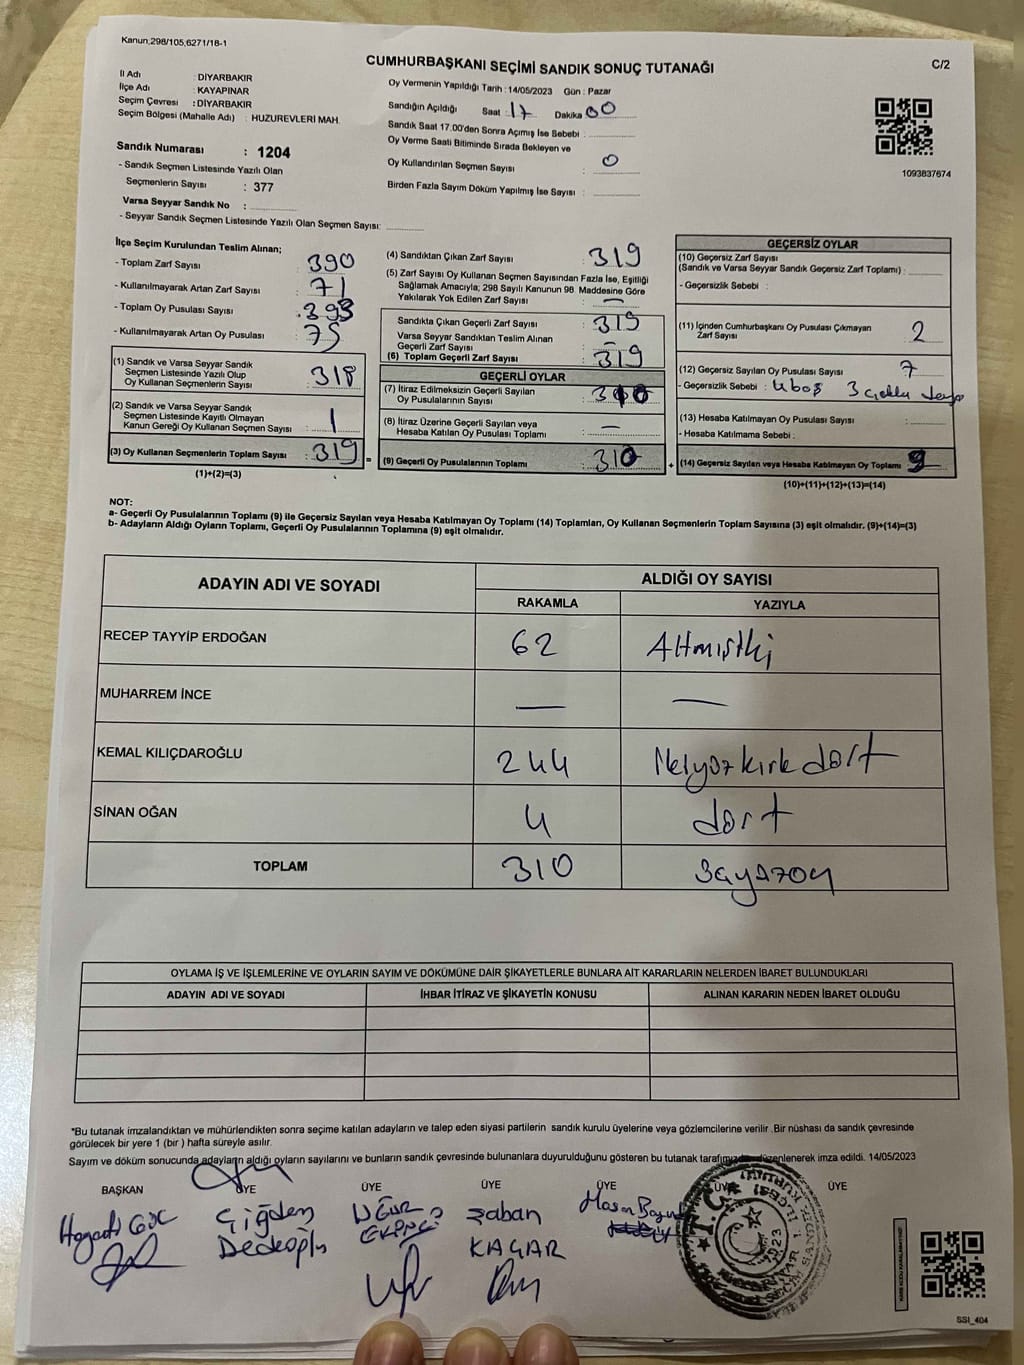 Kanun,298/105,6271/18-1
CUMHURBAŞKANI SEÇİMİ SANDIK SONUÇ TUTANAĞI
C/2
İl Adı : DİYARBAKIR
İlçe Adı : KAYAPINAR
Seçim Çevresi : DİYARBAKIR
Seçim Bölgesi (Mahalle Adı) : HUZUREVLERİ MAH.
Sandık Numarası : 1204
- Sandık Seçmen Listesinde Yazılı Olan
Seçmenlerin Sayısı : 377
Varsa Seyyar Sandık No :
- Seyyar Sandık Seçmen Listesinde Yazılı Olan Seçmen Sayısı:
Oy Vermenin Yapıldığı Tarih : 14/05/2023 Gün : Pazar
Sandığın Açıldığı Saat : 17 Dakika 00
Sandık Saat 17.00'den Sonra Açımış İse Sebebi :
Oy Verme Saati Bitiminde Sırada Bekleyen ve
Oy Kullandırılan Seçmen Sayısı : 0
Birden Fazla Sayım Döküm Yapılmış İse Sayısı :
1093837674
İlçe Seçim Kurulundan Teslim Alınan;
- Toplam Zarf Sayısı : 390
- Kullanılmayarak Artan Zarf Sayısı : 71
- Toplam Oy Pusulası Sayısı : 393
- Kullanılmayarak Artan Oy Pusulası : 75
(1) Sandık ve Varsa Seyyar Sandık
Seçmen Listesinde Yazılı Olup
Oy Kullanan Seçmenlerin Sayısı : 318
(2) Sandık ve Varsa Seyyar Sandık
Seçmen Listesinde Kayıtlı Olmayan
Kanun Gereği Oy Kullanan Seçmen Sayısı : 1
(3) Oy Kullanan Seçmenlerin Toplam Sayısı : 319
(1)+(2)=(3)
(4) Sandıktan Çıkan Zarf Sayısı : 319
(5) Zarf Sayısı Oy Kullanan Seçmen Sayısından Fazla İse, Eşitliği
Sağlamak Amacıyla; 298 Sayılı Kanunun 98. Maddesine Göre
Yakılarak Yok Edilen Zarf Sayısı : —
Sandıkta Çıkan Geçerli Zarf Sayısı : 319
Varsa Seyyar Sandıktan Teslim Alınan
Geçerli Zarf Sayısı : —
(6) Toplam Geçerli Zarf Sayısı : 319
GEÇERLİ OYLAR
(7) İtiraz Edilmeksizin Geçerli Sayılan
Oy Pusulalarının Sayısı : 310
(8) İtiraz Üzerine Geçerli Sayılan veya
Hesaba Katılan Oy Pusulası Toplamı : —
= (9) Geçerli Oy Pusulalarının Toplamı : 310
GEÇERSİZ OYLAR
(10) Geçersiz Zarf Sayısı
(Sandık ve Varsa Seyyar Sandık Geçersiz Zarf Toplamı) :
- Geçersizlik Sebebi :
(11) İçinden Cumhurbaşkanı Oy Pusulası Çıkmayan
Zarf Sayısı : 2
(12) Geçersiz Sayılan Oy Pusulası Sayısı : 7
- Geçersizlik Sebebi : 4 boş 3
(13) Hesaba Katılmayan Oy Pusulası Sayısı :
- Hesaba Katılmama Sebebi :
+ (14) Geçersiz Sayılan veya Hesaba Katılmayan Oy Toplamı : 9
(10)+(11)+(12)+(13)=(14)
NOT:
a- Geçerli Oy Pusulalarının Toplamı (9) ile Geçersiz Sayılan veya Hesaba Katılmayan Oy Toplamı (14) Toplamları, Oy Kullanan Seçmenlerin Toplam Sayısına (3) eşit olmalıdır. (9)+(14)=(3)
b- Adayların Aldığı Oyların Toplamı, Geçerli Oy Pusulalarının Toplamına (9) eşit olmalıdır.
ADAYIN ADI VE SOYADI ALDIĞI OY SAYISI
RAKAMLA YAZIYLA
RECEP TAYYİP ERDOĞAN 62 Altmışİki
MUHARREM İNCE — —
KEMAL KILIÇDAROĞLU 244 İkiyüzkırkdört
SİNAN OĞAN 4 dört
TOPLAM 310 3ayüzon
OYLAMA İŞ VE İŞLEMLERİNE VE OYLARIN SAYIM VE DÖKÜMÜNE DAİR ŞİKAYETLERLE BUNLARA AİT KARARLARIN NELERDEN İBARET BULUNDUKLARI
ADAYIN ADI VE SOYADI İHBAR İTİRAZ VE ŞİKAYETİN KONUSU ALINAN KARARIN NEDEN İBARET OLDUĞU
*Bu tutanak imzalandıktan ve mühürlendikten sonra seçime katılan adayların ve talep eden siyasi partilerin sandık kurulu üyelerine veya gözlemcilerine verilir .Bir nüshası da sandık çevresinde
görülecek bir yere 1 (bir ) hafta süreyle asılır.
Sayım ve döküm sonucunda adayların aldığı oyların sayılarını ve bunların sandık çevresinde bulunanlara duyurulduğunu gösteren bu tutanak tarafımızdan düzenlenerek imza edildi. 14/05/2023
BAŞKAN ÜYE ÜYE ÜYE ÜYE ÜYE ÜYE
Çiğdem
UĞUR
EKİNCİ
Şaban
KAÇAR
T.C.
2023
SSI_404